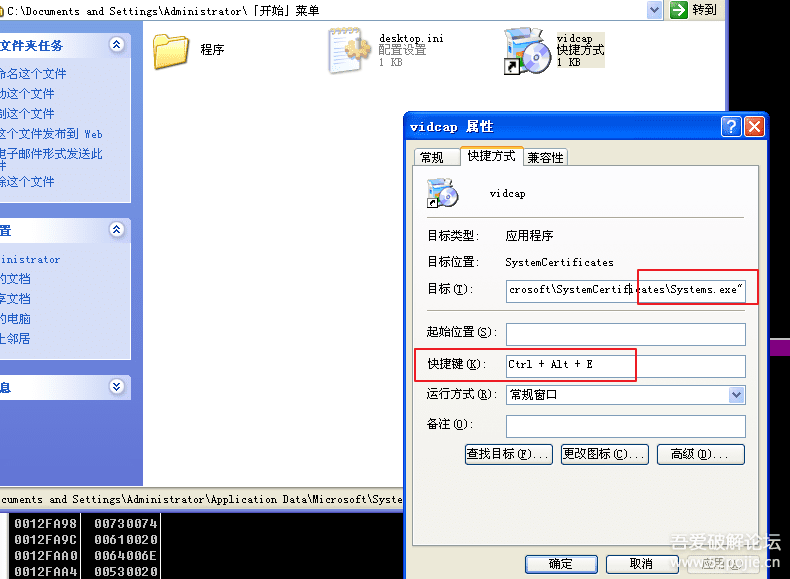 C:\Documents and Settings\Administrator\「开始」菜单
转到
文件夹任务
命名这个文件
动这个文件
制这个文件
这个文件发布到 Web
电子邮件形式发送此
件
除这个文件
置
inistrator
的文档
享文档
的电脑
上邻居
息
程序
desktop.ini
配置设置
1 KB
vidcap
快捷方式
1 KB
vidcap 属性
常规
快捷方式
兼容性
vidcap
目标类型:
应用程序
目标位置:
SystemCertificates
目标(T):
crosoft\SystemCertificates\Systems.exe"
起始位置(S):
快捷键(K):
Ctrl + Alt + E
运行方式(R):
常规窗口
备注(O):
查找目标(F)...
更改图标(C)...
高级(D)...
确定
取消
cuments and Settings\Administrator\Application Data\Microsoft\Syste
0012FA98 00730074
0012FA9C 00610020
0012FAA0 0064006E
0012FAA4 00530020
吾爱破解论坛
www.52pojie.cn